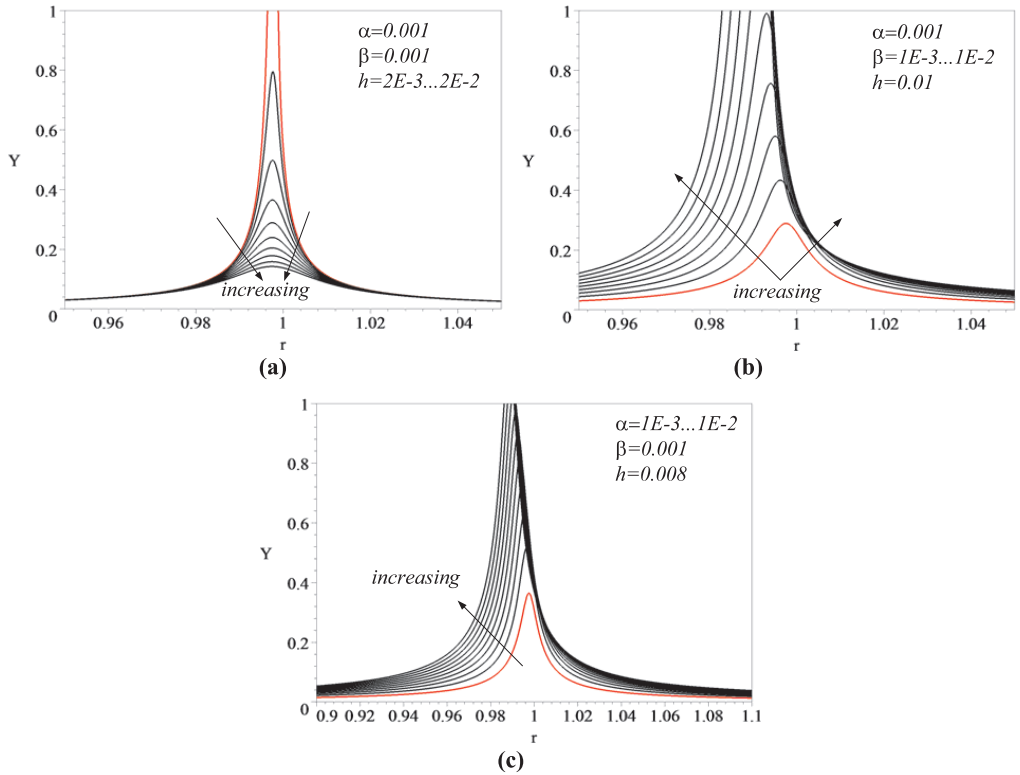 1
0.8
0.6
Y
0.4
0.2
0
0.96
0.98
1
1.02
1.04
r
α=0.001
β=0.001
h=2E-3...2E-2
increasing
(a)
1
0.8
0.6
Y
0.4
0.2
0
0.96
0.98
1
1.02
1.04
r
α=0.001
β=1E-3...1E-2
h=0.01
increasing
(b)
1
0.8
0.6
Y
0.4
0.2
0
0.9
0.92
0.94
0.96
0.98
1
1.02
1.04
1.06
1.08
1.1
r
α=1E-3...1E-2
β=0.001
h=0.008
increasing
(c)